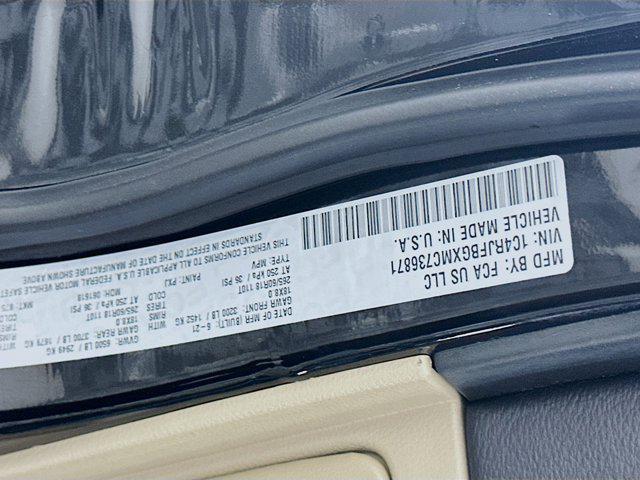 MFD BY: FCA US LLC
VIN: 1C4RJFBGXMC736871
VEHICLE MADE IN: U.S.A.
DATE OF MFR (BUILT): 6-21
GVWR: 6500 LB / 2949 KG
GAWR FRONT: 3200 LB / 1452 KG
GAWR REAR: 3700 LB / 1679 KG
WITH
18X8.0
18X8.0
TIRES
265/60R18 110T
265/60R18 110T
COLD
AT 250 kPa / 36 PSI
AT 250 kPa / 36 PSI
TYPE: MPV
PAINT: PXJ
MDH: 0615
THIS VEHICLE CONFORMS TO ALL APPLICABLE U.S.A. FEDERAL MOTOR VEHICLE
STANDARDS IN EFFECT ON THE DATE OF MANUFACTURE SHOWN ABOVE